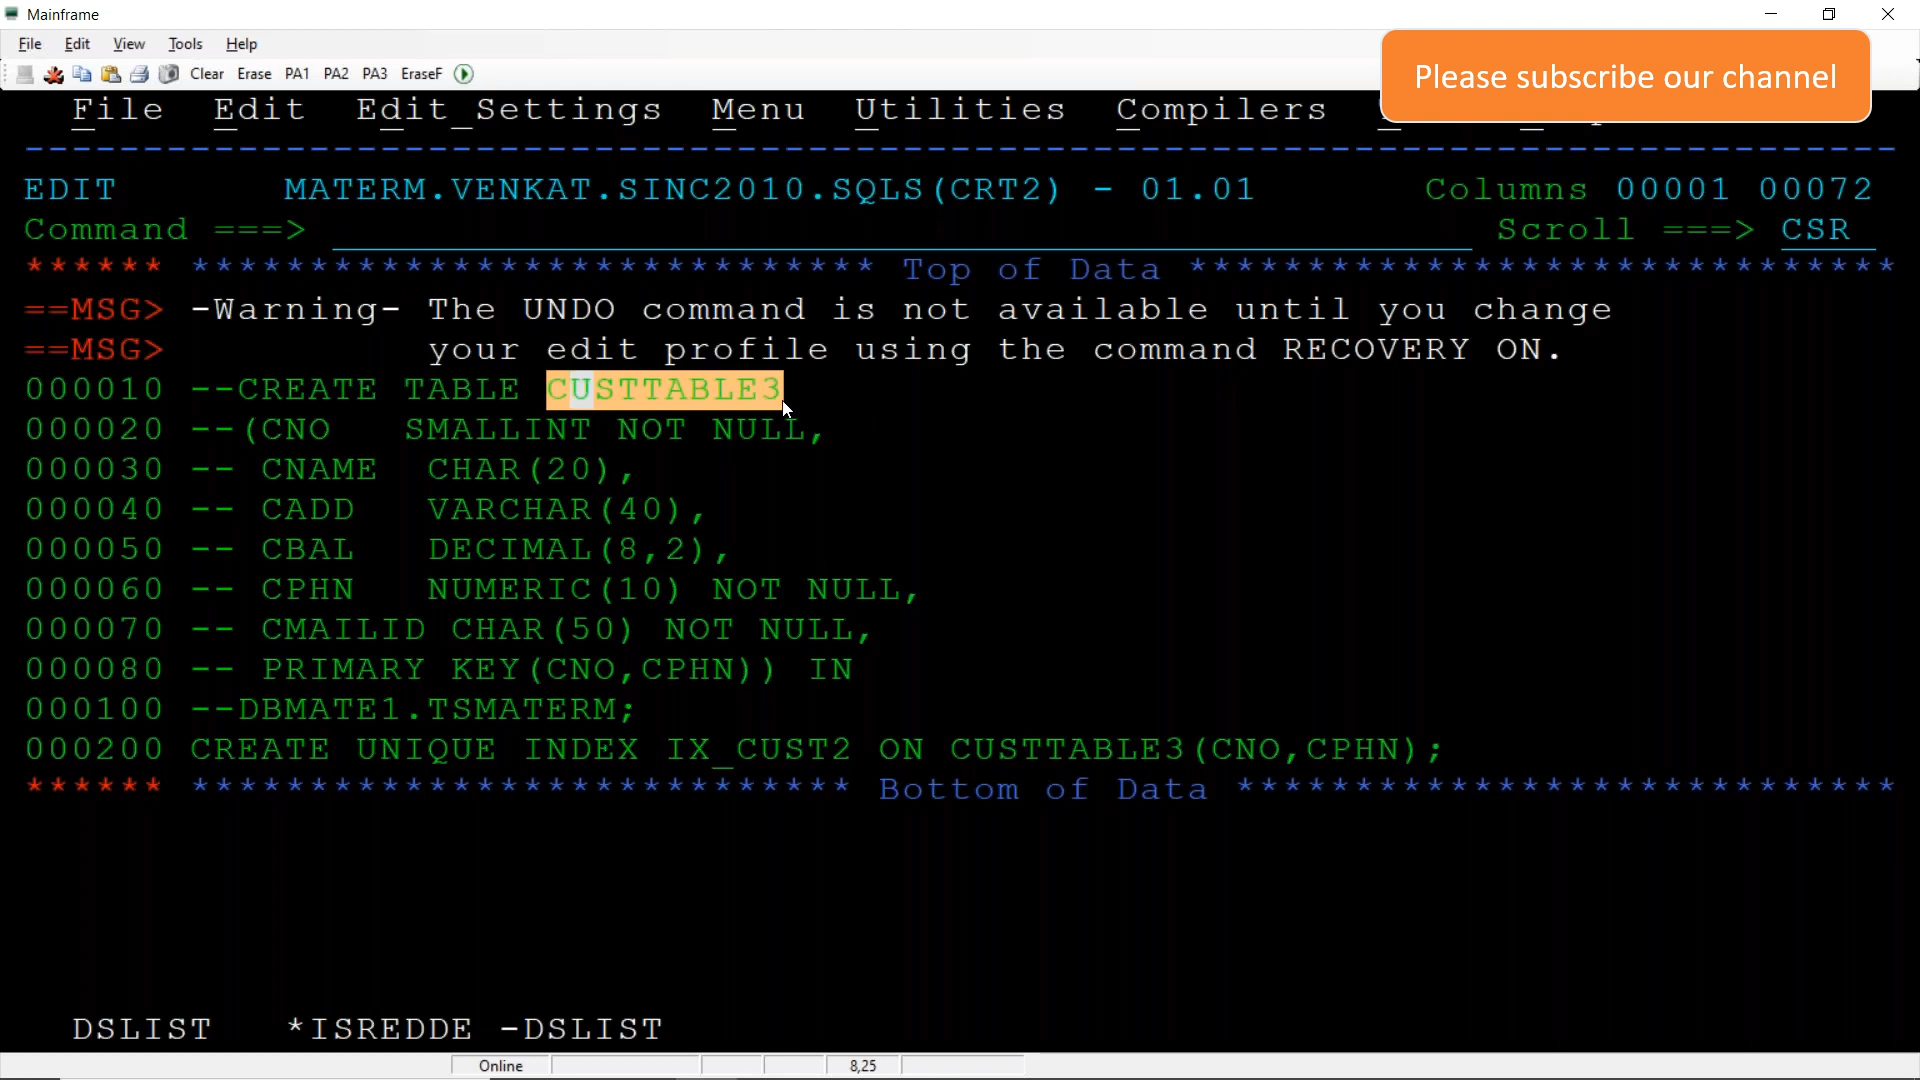 Mainframe
File Edit View Tools Help
Clear Erase PA1 PA2 PA3 EraseF
Please subscribe our channel
File Edit Edit_Settings Menu Utilities Compilers
EDIT MATERM.VENKAT.SINC2010.SQLS(CRT2) - 01.01 Columns 00001 00072
Command ===> Scroll ===> CSR
****** ***************************** Top of Data ******************************
==MSG> -Warning- The UNDO command is not available until you change
==MSG> your edit profile using the command RECOVERY ON.
000010 --CREATE TABLE CUSTTABLE3
000020 --(CNO SMALLINT NOT NULL,
000030 -- CNAME CHAR(20),
000040 -- CADD VARCHAR(40),
000050 -- CBAL DECIMAL(8,2),
000060 -- CPHN NUMERIC(10) NOT NULL,
000070 -- CMAILID CHAR(50) NOT NULL,
000080 -- PRIMARY KEY(CNO,CPHN)) IN
000100 --DBMATE1.TSMATERM;
000200 CREATE UNIQUE INDEX IX_CUST2 ON CUSTTABLE3(CNO,CPHN);
****** **************************** Bottom of Data ****************************
DSLIST *ISREDDE -DSLIST
Online 8,25